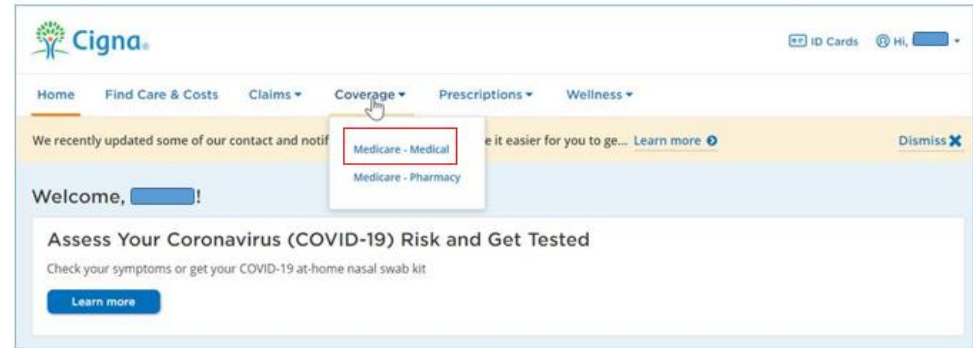 Cigna®
ID Cards Hi,
Home Find Care & Costs Claims Coverage Prescriptions Wellness
We recently updated some of our contact and notif e it easier for you to ge... Learn more Dismiss
Medicare - Medical
Medicare - Pharmacy
Welcome, !
Assess Your Coronavirus (COVID-19) Risk and Get Tested
Check your symptoms or get your COVID-19 at-home nasal swab kit
Learn more